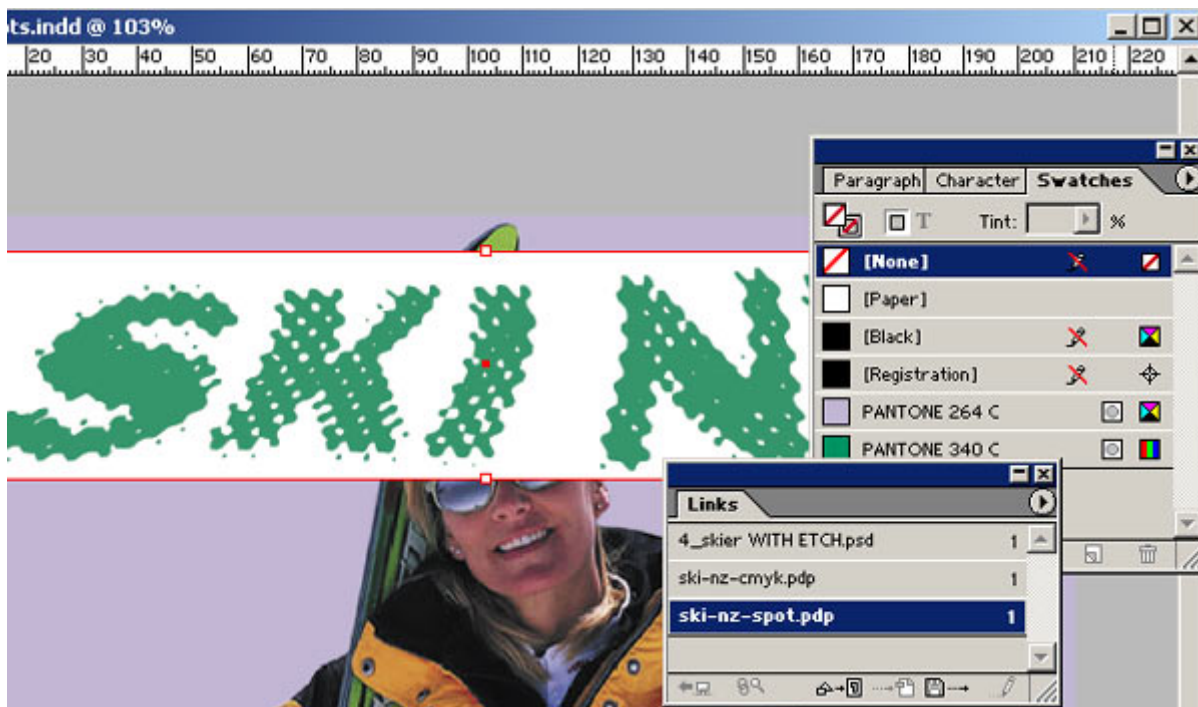 ts.indd @ 103%
20 30 40 50 60 70 80 90 100 110 120 130 140 150 160 170 180 190 200 210 220
Paragraph Character Swatches
T Tint: %
[None]
[Paper]
[Black]
[Registration]
PANTONE 264 C
PANTONE 340 C
SKI N
Links
4_skier WITH ETCH.psd 1
ski-nz-cmyk.pdp 1
ski-nz-spot.pdp 1